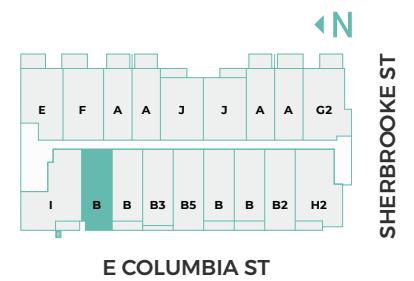 N
E F A A J J A A G2
I B B B3 B5 B B B2 H2
SHERBROOKE ST
E COLUMBIA ST